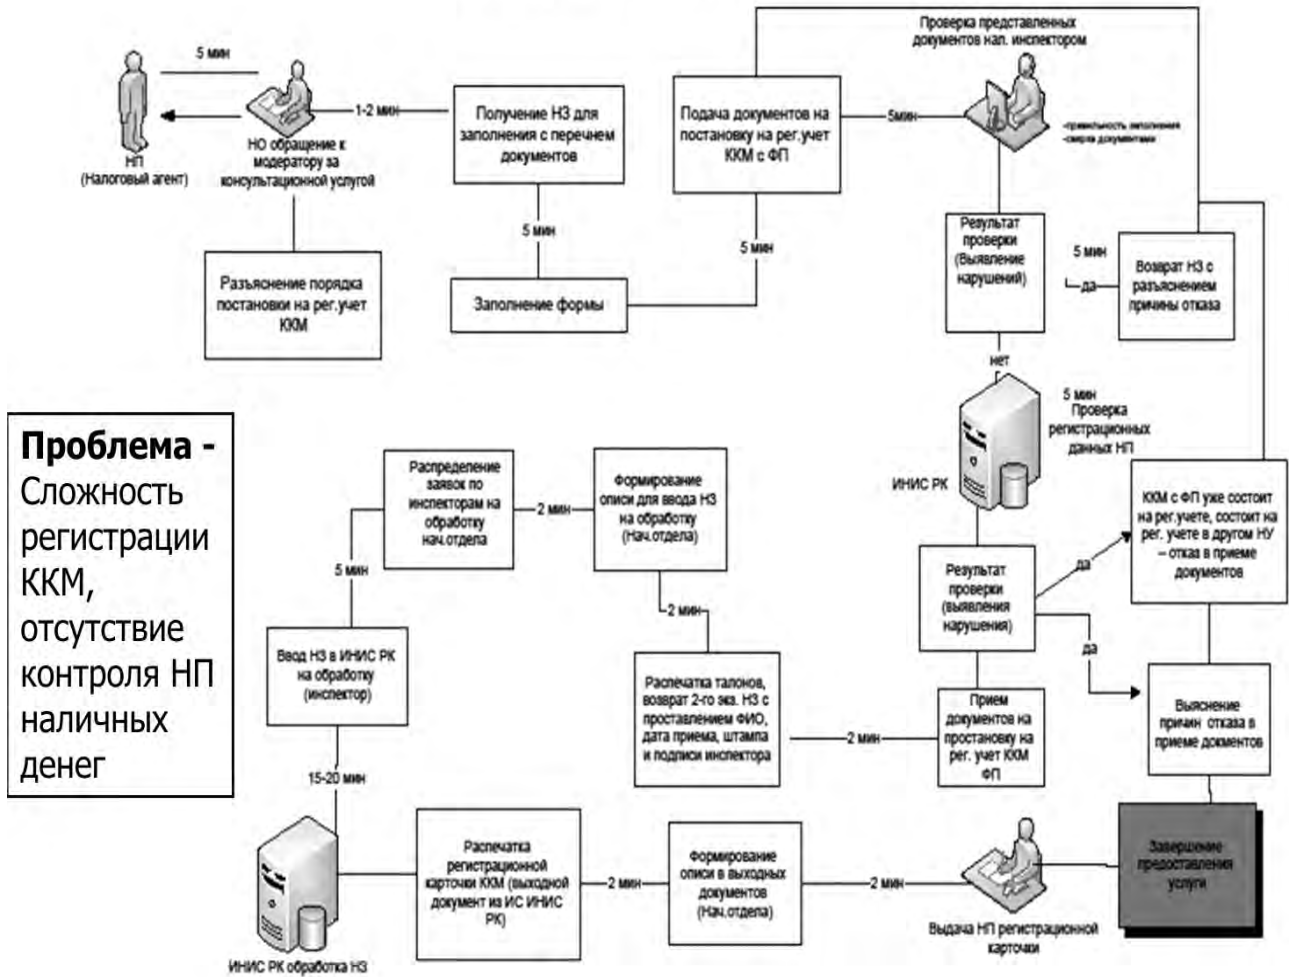 5 мин
НП
(Налоговый агент)
НО обращение к
модератору за
консультационой услугой
1-2 мин
Получение НЗ для
заполнения с перечнем
документов
Разъяснение порядка
постановки на рег.учет
ККМ
5 мин
Заполнение формы
5 мин
Подача документов на
постановку на рег.учет
ККМ с ФП
5мин
Проверка представленных
документов нал. инспектором
-правильность заполнения
-сверка документами
Результат
проверки
(Выявление
нарушений)
5 мин
да
Возврат НЗ с
разъяснением
причины отказа
нет
ИНИС РК
5 мин
Проверка
регистрационных
данных НП
Результат
проверки
(выявления
нарушения)
да
да
ККМ с ФП уже состоит
на рег.учете, состоит на
рег. учете в другом НУ
– отказ в приеме
документов
Выяснение
причин отказа в
приеме докментов
Прием
документов на
простановку на
рег. учет ККМ
ФП
2 мин
Распечатка талонов,
возврат 2-го экз. НЗ с
проставлением ФИО,
дата приема, штампа
и подписи инспектора
2 мин
Формирование
описи для ввода НЗ
на обработку
(Нач.отдела)
2 мин
Распределение
заявок по
инспекторам на
обработку
нач.отдела
5 мин
Ввод НЗ в ИНИС РК
на обработку
(инспектор)
15-20 мин
ИНИС РК обработка НЗ
Распечатка
регистрационной
карточки ККМ (выходной
документ из ИС ИНИС
РК)
2 мин
Формирование
описи в выходных
документов
(Нач.отдела)
2 мин
Выдача НП регистрационной
карточки
Завершение
предоставления
услуги
Проблема -
Сложность
регистрации
ККМ,
отсутствие
контроля НП
наличных
денег